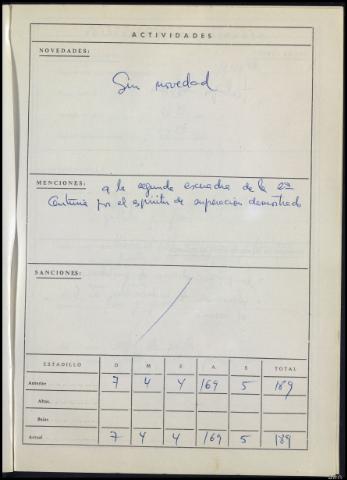 ACTIVIDADES
NOVEDADES:
Sin novedad
MENCIONES: a la segunda escuadra de la 2ª
Centuria por el espíritu de superación demostrado
SANCIONES:
ESTADILLO D M E A S TOTAL
Anterior 7 4 4 169 5 189
Altas
Bajas
Actual 7 4 4 169 5 189